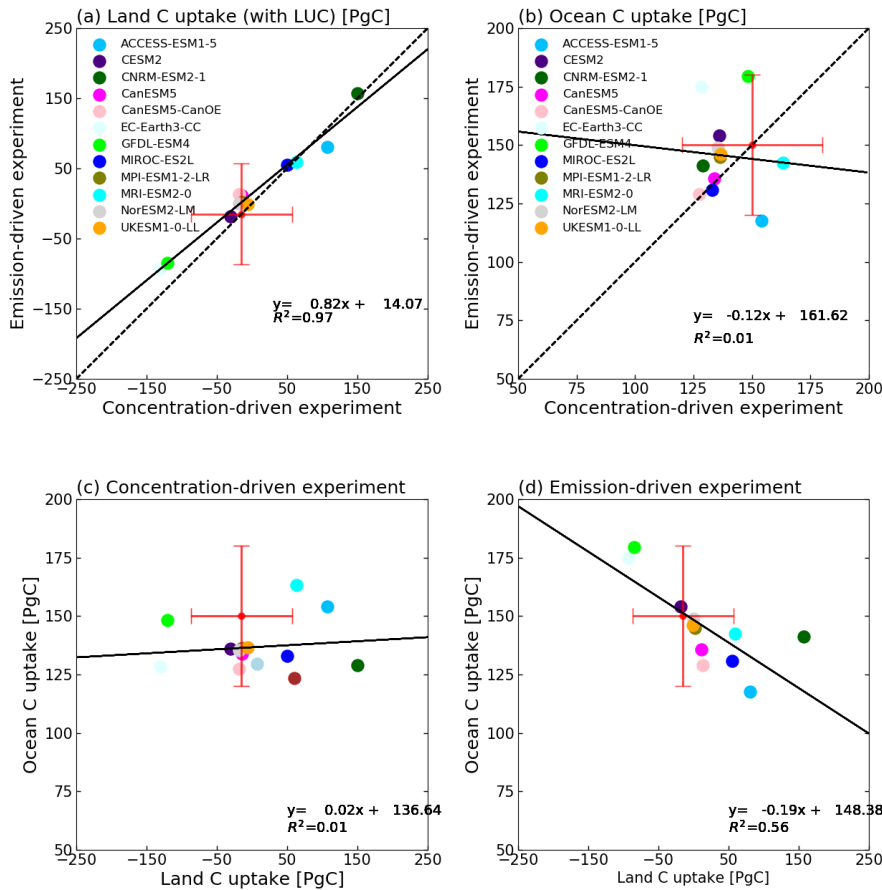 (a) Land C uptake (with LUC) [PgC]
Emission-driven experiment
250
150
50
−50
−150
−250
ACCESS-ESM1-5
CESM2
CNRM-ESM2-1
CanESM5
CanESM5-CanOE
EC-Earth3-CC
GFDL-ESM4
MIROC-ES2L
MPI-ESM1-2-LR
MRI-ESM2-0
NorESM2-LM
UKESM1-0-LL
y= 0.82x + 14.07
R²=0.97
−250 −150 −50 50 150 250
Concentration-driven experiment
(b) Ocean C uptake [PgC]
Emission-driven experiment
200
175
150
125
100
75
50
ACCESS-ESM1-5
CESM2
CNRM-ESM2-1
CanESM5
CanESM5-CanOE
EC-Earth3-CC
GFDL-ESM4
MIROC-ES2L
MPI-ESM1-2-LR
MRI-ESM2-0
NorESM2-LM
UKESM1-0-LL
y= -0.12x + 161.62
R²=0.01
50 75 100 125 150 175 200
Concentration-driven experiment
(c) Concentration-driven experiment
Ocean C uptake [PgC]
200
175
150
125
100
75
50
y= 0.02x + 136.64
R²=0.01
−250 −150 −50 50 150 250
Land C uptake [PgC]
(d) Emission-driven experiment
Ocean C uptake [PgC]
200
175
150
125
100
75
50
y= -0.19x + 148.38
R²=0.56
−250 −150 −50 50 150 250
Land C uptake [PgC]